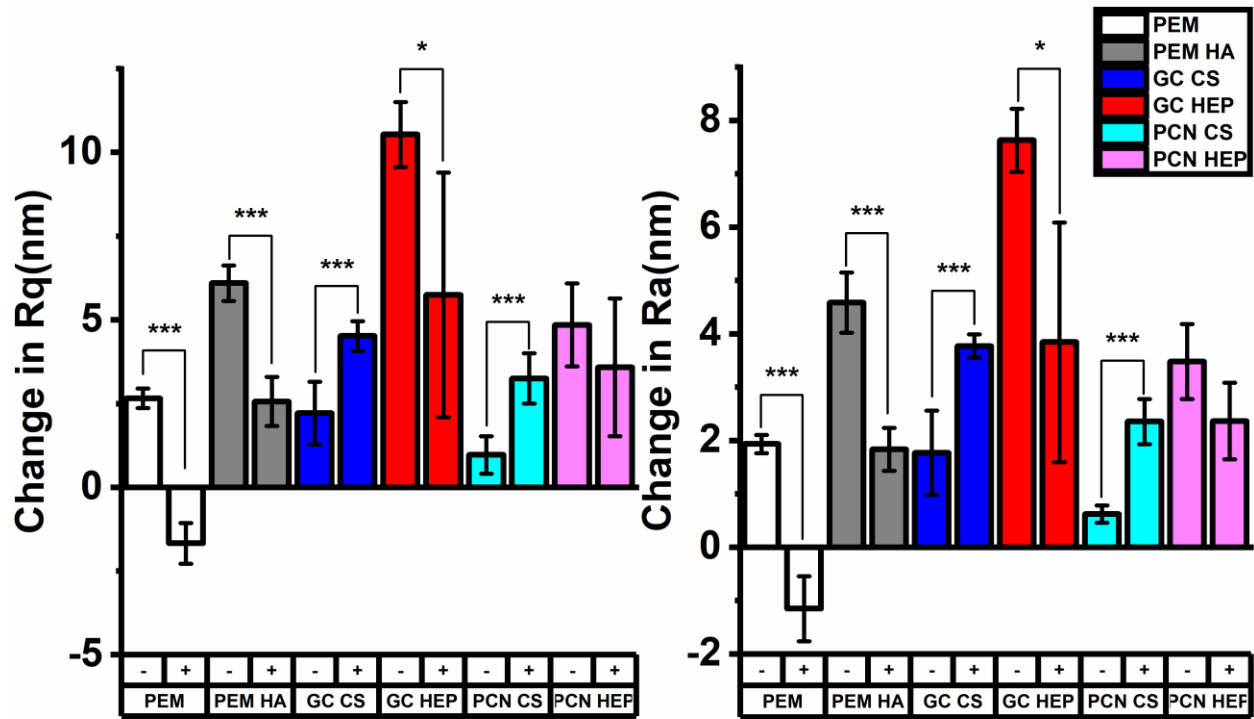 Change in Rq(nm)
10
5
0
-5
***
***
***
*
***
- + - + - + - + - + - +
PEM PEM HA GC CS GC HEP PCN CS PCN HEP
Change in Ra(nm)
8
6
4
2
0
-2
***
***
***
*
***
- + - + - + - + - + - +
PEM PEM HA GC CS GC HEP PCN CS PCN HEP
PEM
PEM HA
GC CS
GC HEP
PCN CS
PCN HEP